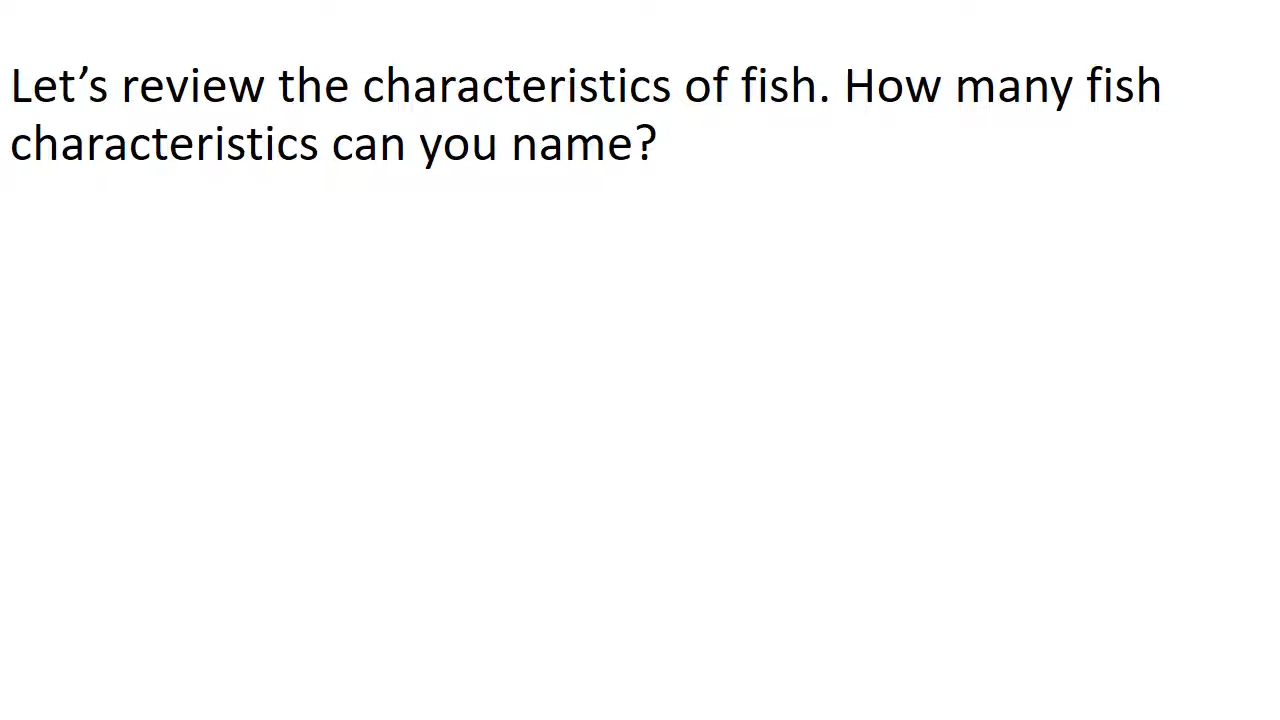 Let’s review the characteristics of fish. How many fish
characteristics can you name?